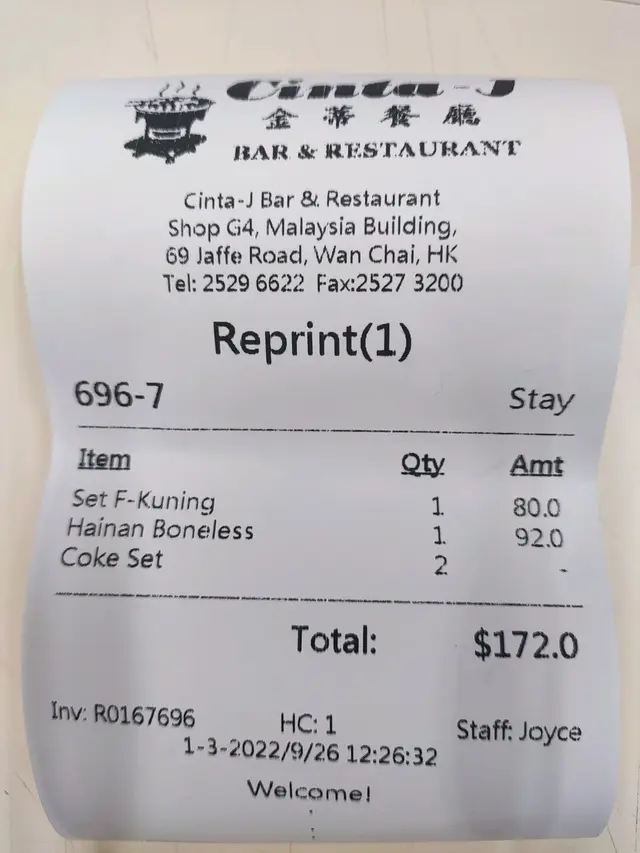 Cinta-J
金蒂餐廳
BAR & RESTAURANT
Cinta-J Bar & Restaurant
Shop G4, Malaysia Building,
69 Jaffe Road, Wan Chai, HK
Tel: 2529 6622 Fax:2527 3200
Reprint(1)
696-7 Stay
Item Qty Amt
Set F-Kuning 1 80.0
Hainan Boneless 1 92.0
Coke Set 2 -
Total: $172.0
Inv: R0167696 HC: 1 Staff: Joyce
1-3-2022/9/26 12:26:32
Welcome!